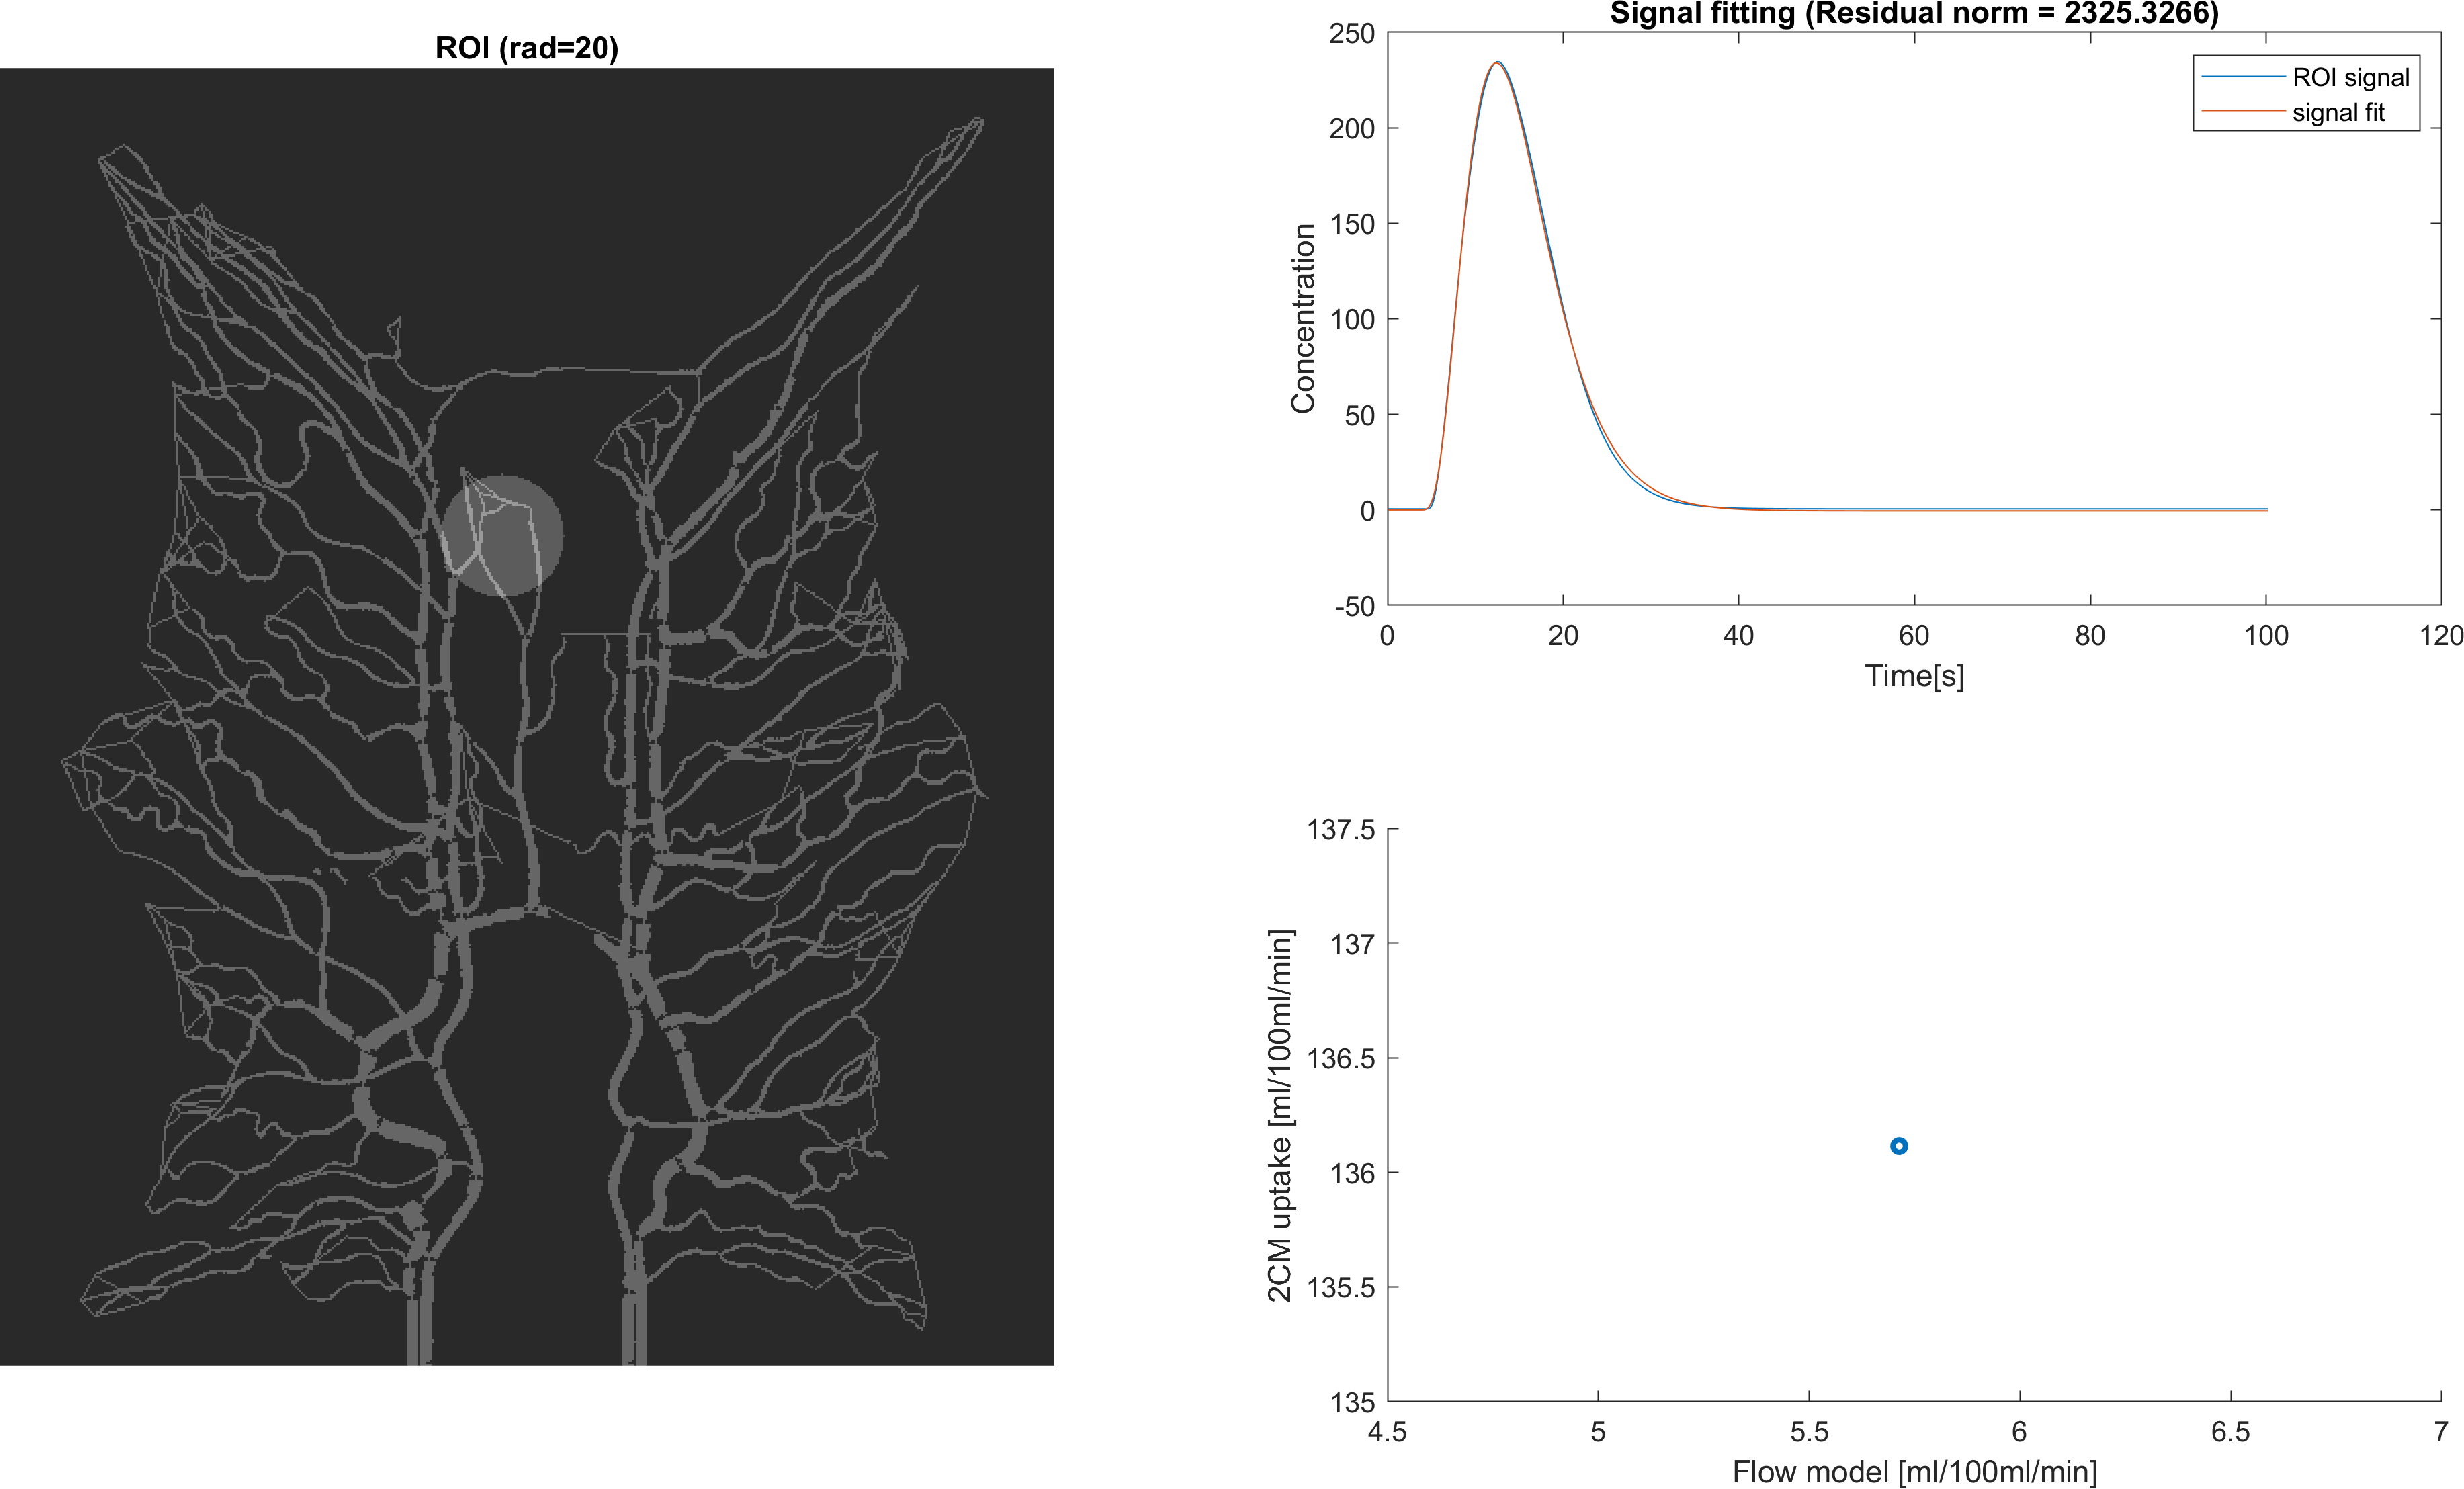 ROI (rad=20)
Signal fitting (Residual norm = 2325.3266)
250
200
150
100
50
0
-50
Concentration
ROI signal
signal fit
0 20 40 60 80 100 120
Time[s]
137.5
137
136.5
136
135.5
135
2CM uptake [ml/100ml/min]
4.5 5 5.5 6 6.5 7
Flow model [ml/100ml/min]